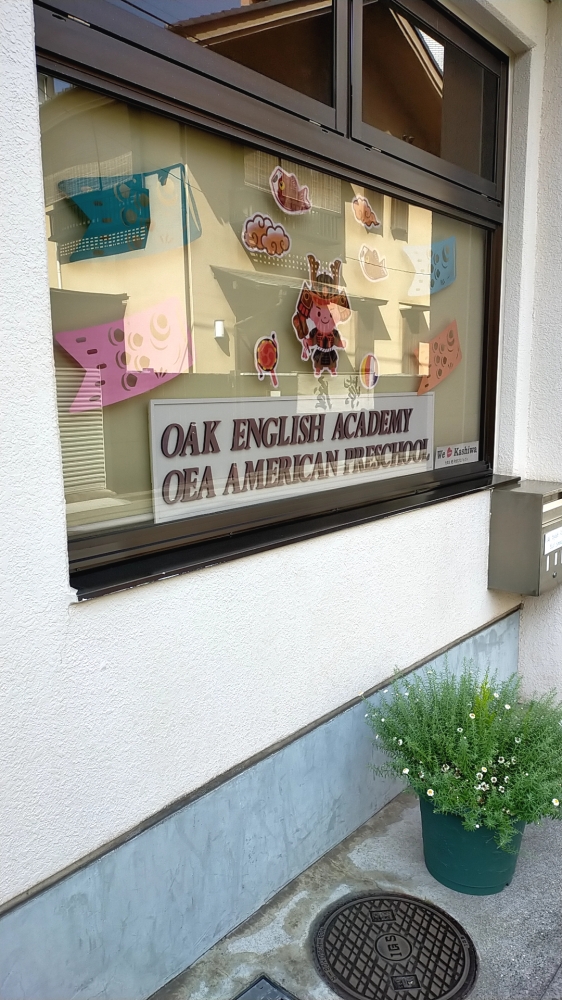 OAK ENGLISH ACADEMY
OEA AMERICAN PRESCHOOL
We Kashiwa